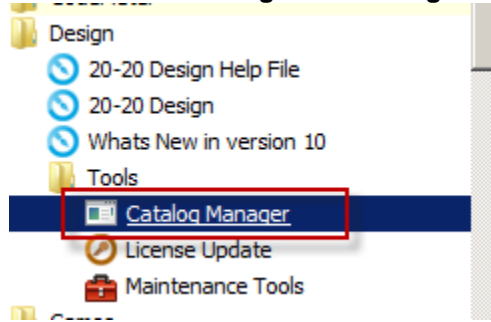 Design
20-20 Design Help File
20-20 Design
Whats New in version 10
Tools
Catalog Manager
License Update
Maintenance Tools